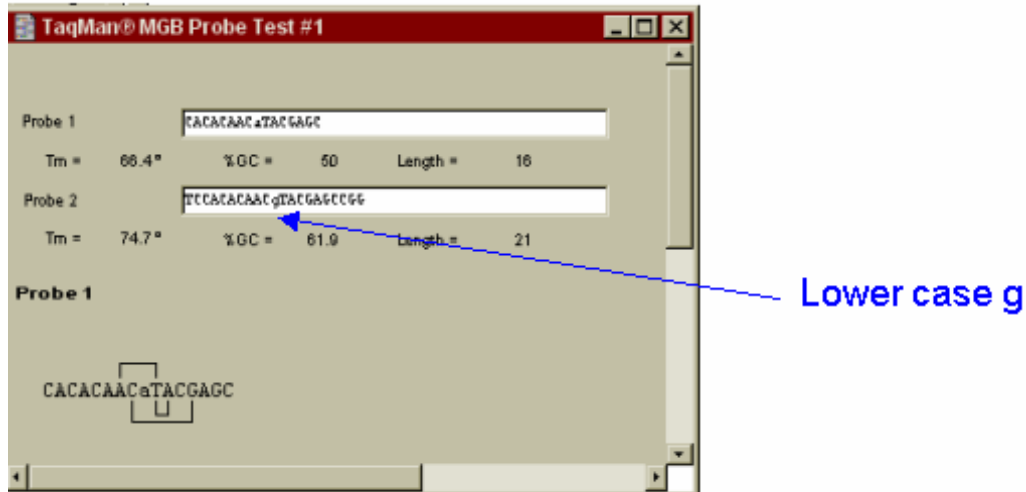 TaqMan® MGB Probe Test #1
Probe 1 CACACAACaTACGAGC
Tm = 66.4° %GC = 50 Length = 16
Probe 2 TCCACACAACgTACGAGCCGG
Tm = 74.7° %GC = 61.9 Length = 21
Lower case g
Probe 1
CACACAACaTACGAGC